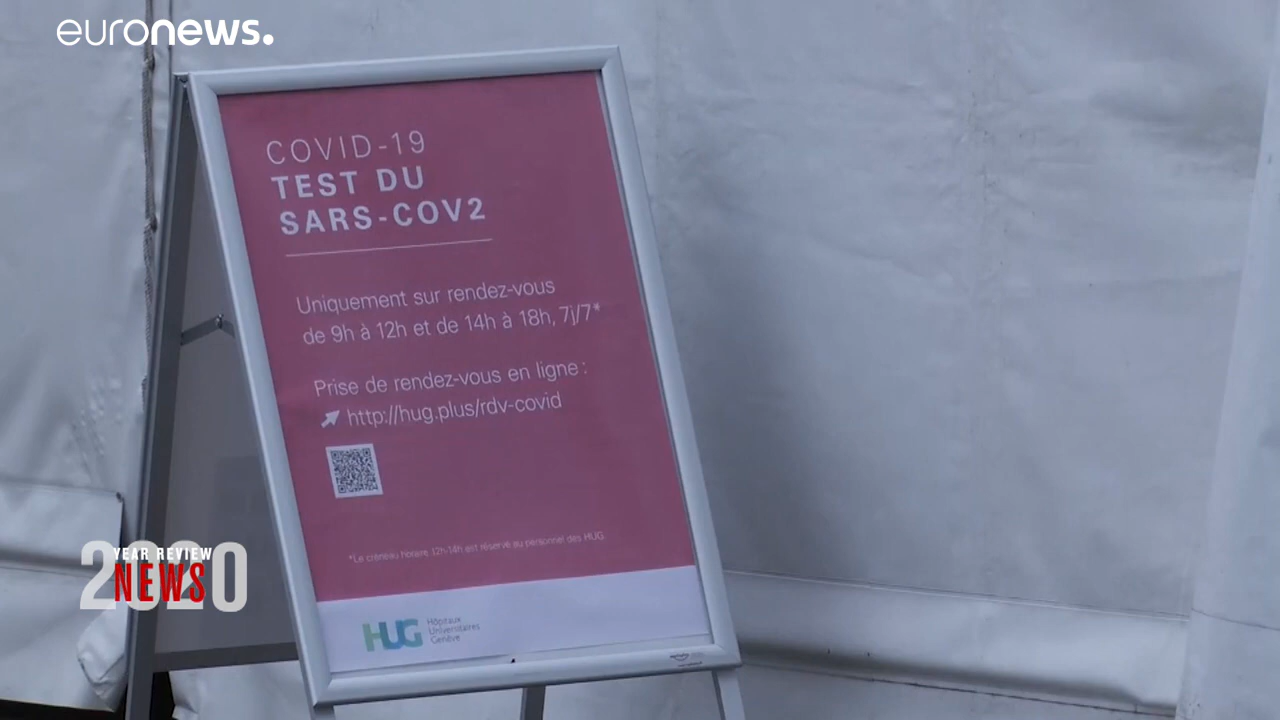 euronews.
COVID-19
TEST DU
SARS-COV2
Uniquement sur rendez-vous
de 9h à 12h et de 14h à 18h, 7j/7*
Prise de rendez-vous en ligne :
http://hug.plus/rdv-covid
*Le créneau horaire 12h-14h est réservé au personnel des HUG.
HUG
Hôpitaux
Universitaires
Genève
2020
YEAR REVIEW
NEWS